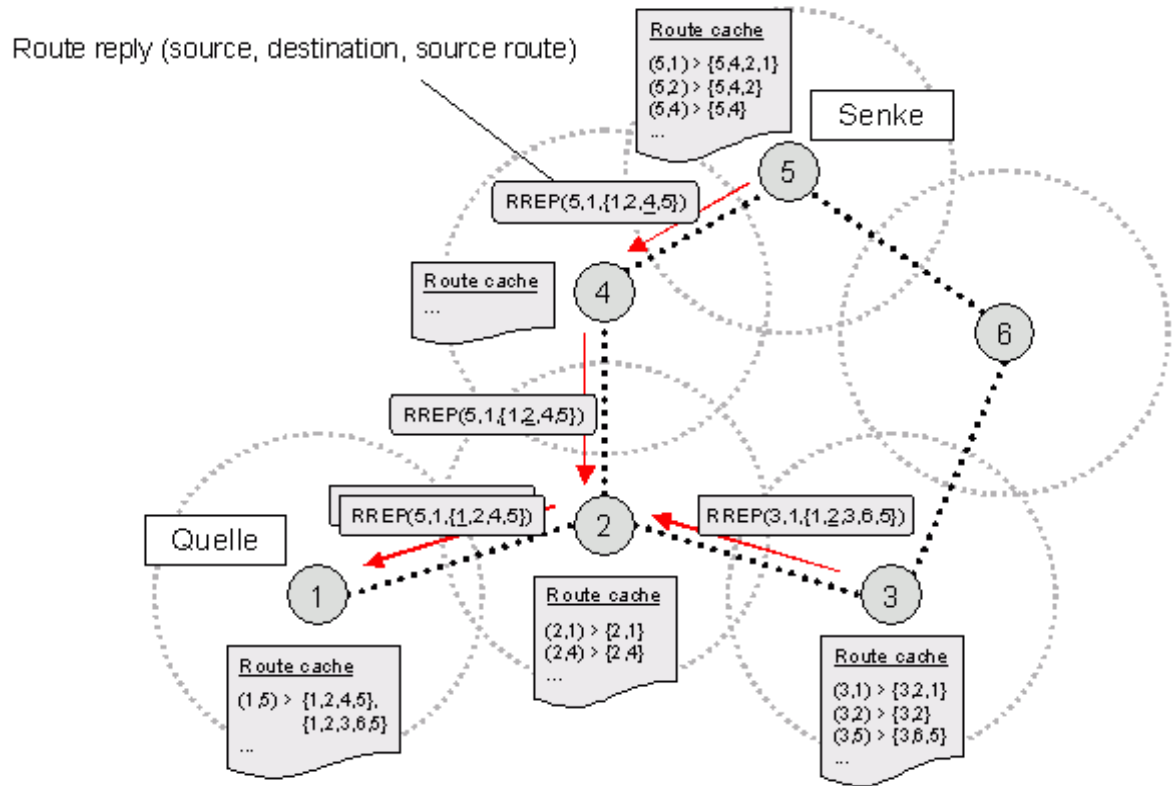 Route reply (source, destination, source route)
Route cache
(5,1) > {5,4,2,1}
(5,2) > {5,4,2}
(5,4) > {5,4}
...
Senke
5
RREP(5,1,{1,2,4,5})
Route cache
...
4
6
RREP(5,1,{1,2,4,5})
RREP(5,1,{1,2,4,5})
RREP(3,1,{1,2,3,6,5})
Quelle
2
1
3
Route cache
(2,1) > {2,1}
(2,4) > {2,4}
...
Route cache
(1,5) > {1,2,4,5},
{1,2,3,6,5}
...
Route cache
(3,1) > {3,2,1}
(3,2) > {3,2}
(3,5) > {3,6,5}
...